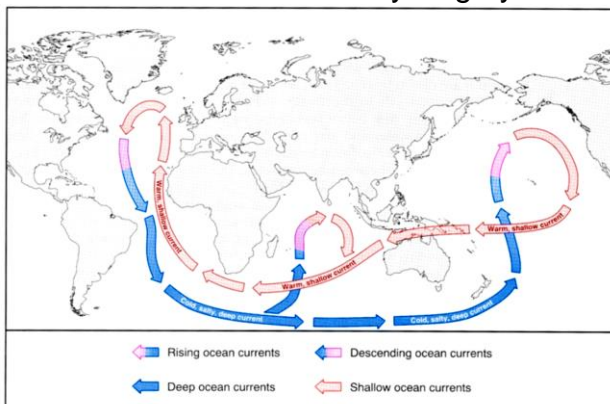 Warm, shallow current
Warm, shallow current
Warm, shallow current
Cold, salty, deep current
Cold, salty, deep current
Rising ocean currents
Descending ocean currents
Deep ocean currents
Shallow ocean currents